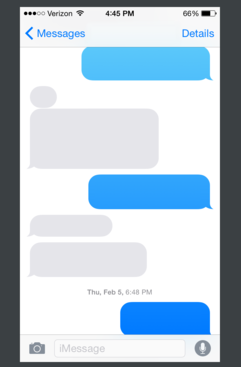 Verizon 4:45 PM 66%
Messages Details
Thu, Feb 5, 6:48 PM
iMessage